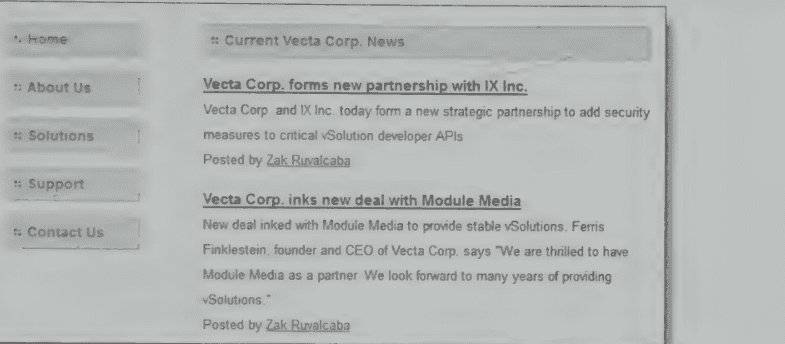 :: Home
:: About Us
:: Solutions
:: Support
:: Contact Us
:: Current Vecta Corp. News
Vecta Corp. forms new partnership with IX Inc.
Vecta Corp. and IX Inc. today form a new strategic partnership to add security
measures to critical vSolution developer APIs
Posted by Zak Ruvalcaba
Vecta Corp. inks new deal with Module Media
New deal inked with Module Media to provide stable vSolutions. Ferris
Finklestein, founder and CEO of Vecta Corp. says "We are thrilled to have
Module Media as a partner. We look forward to many years of providing
vSolutions."
Posted by Zak Ruvalcaba